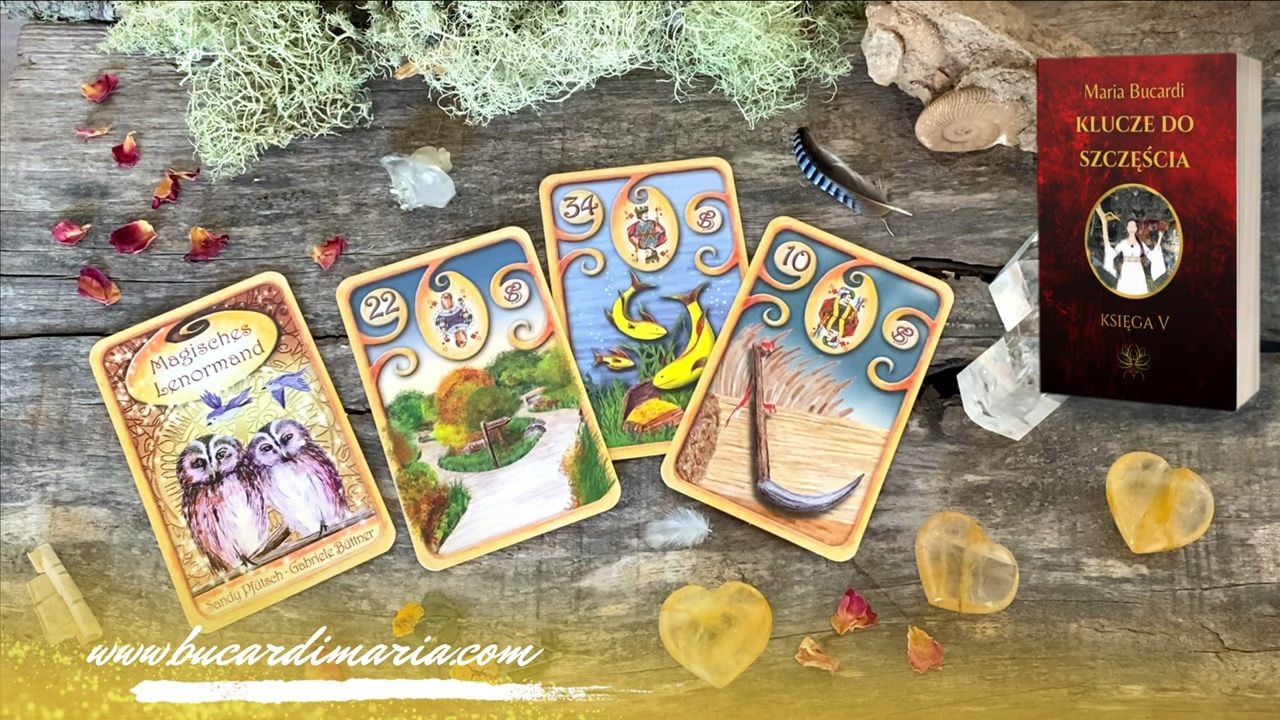 Magisches
Lenormand
Sandy Pfütsch · Gabriele Büttner
22
34
10
Maria Bucardi
KLUCZE DO
SZCZĘŚCIA
KSIĘGA V
www.bucardimaria.com